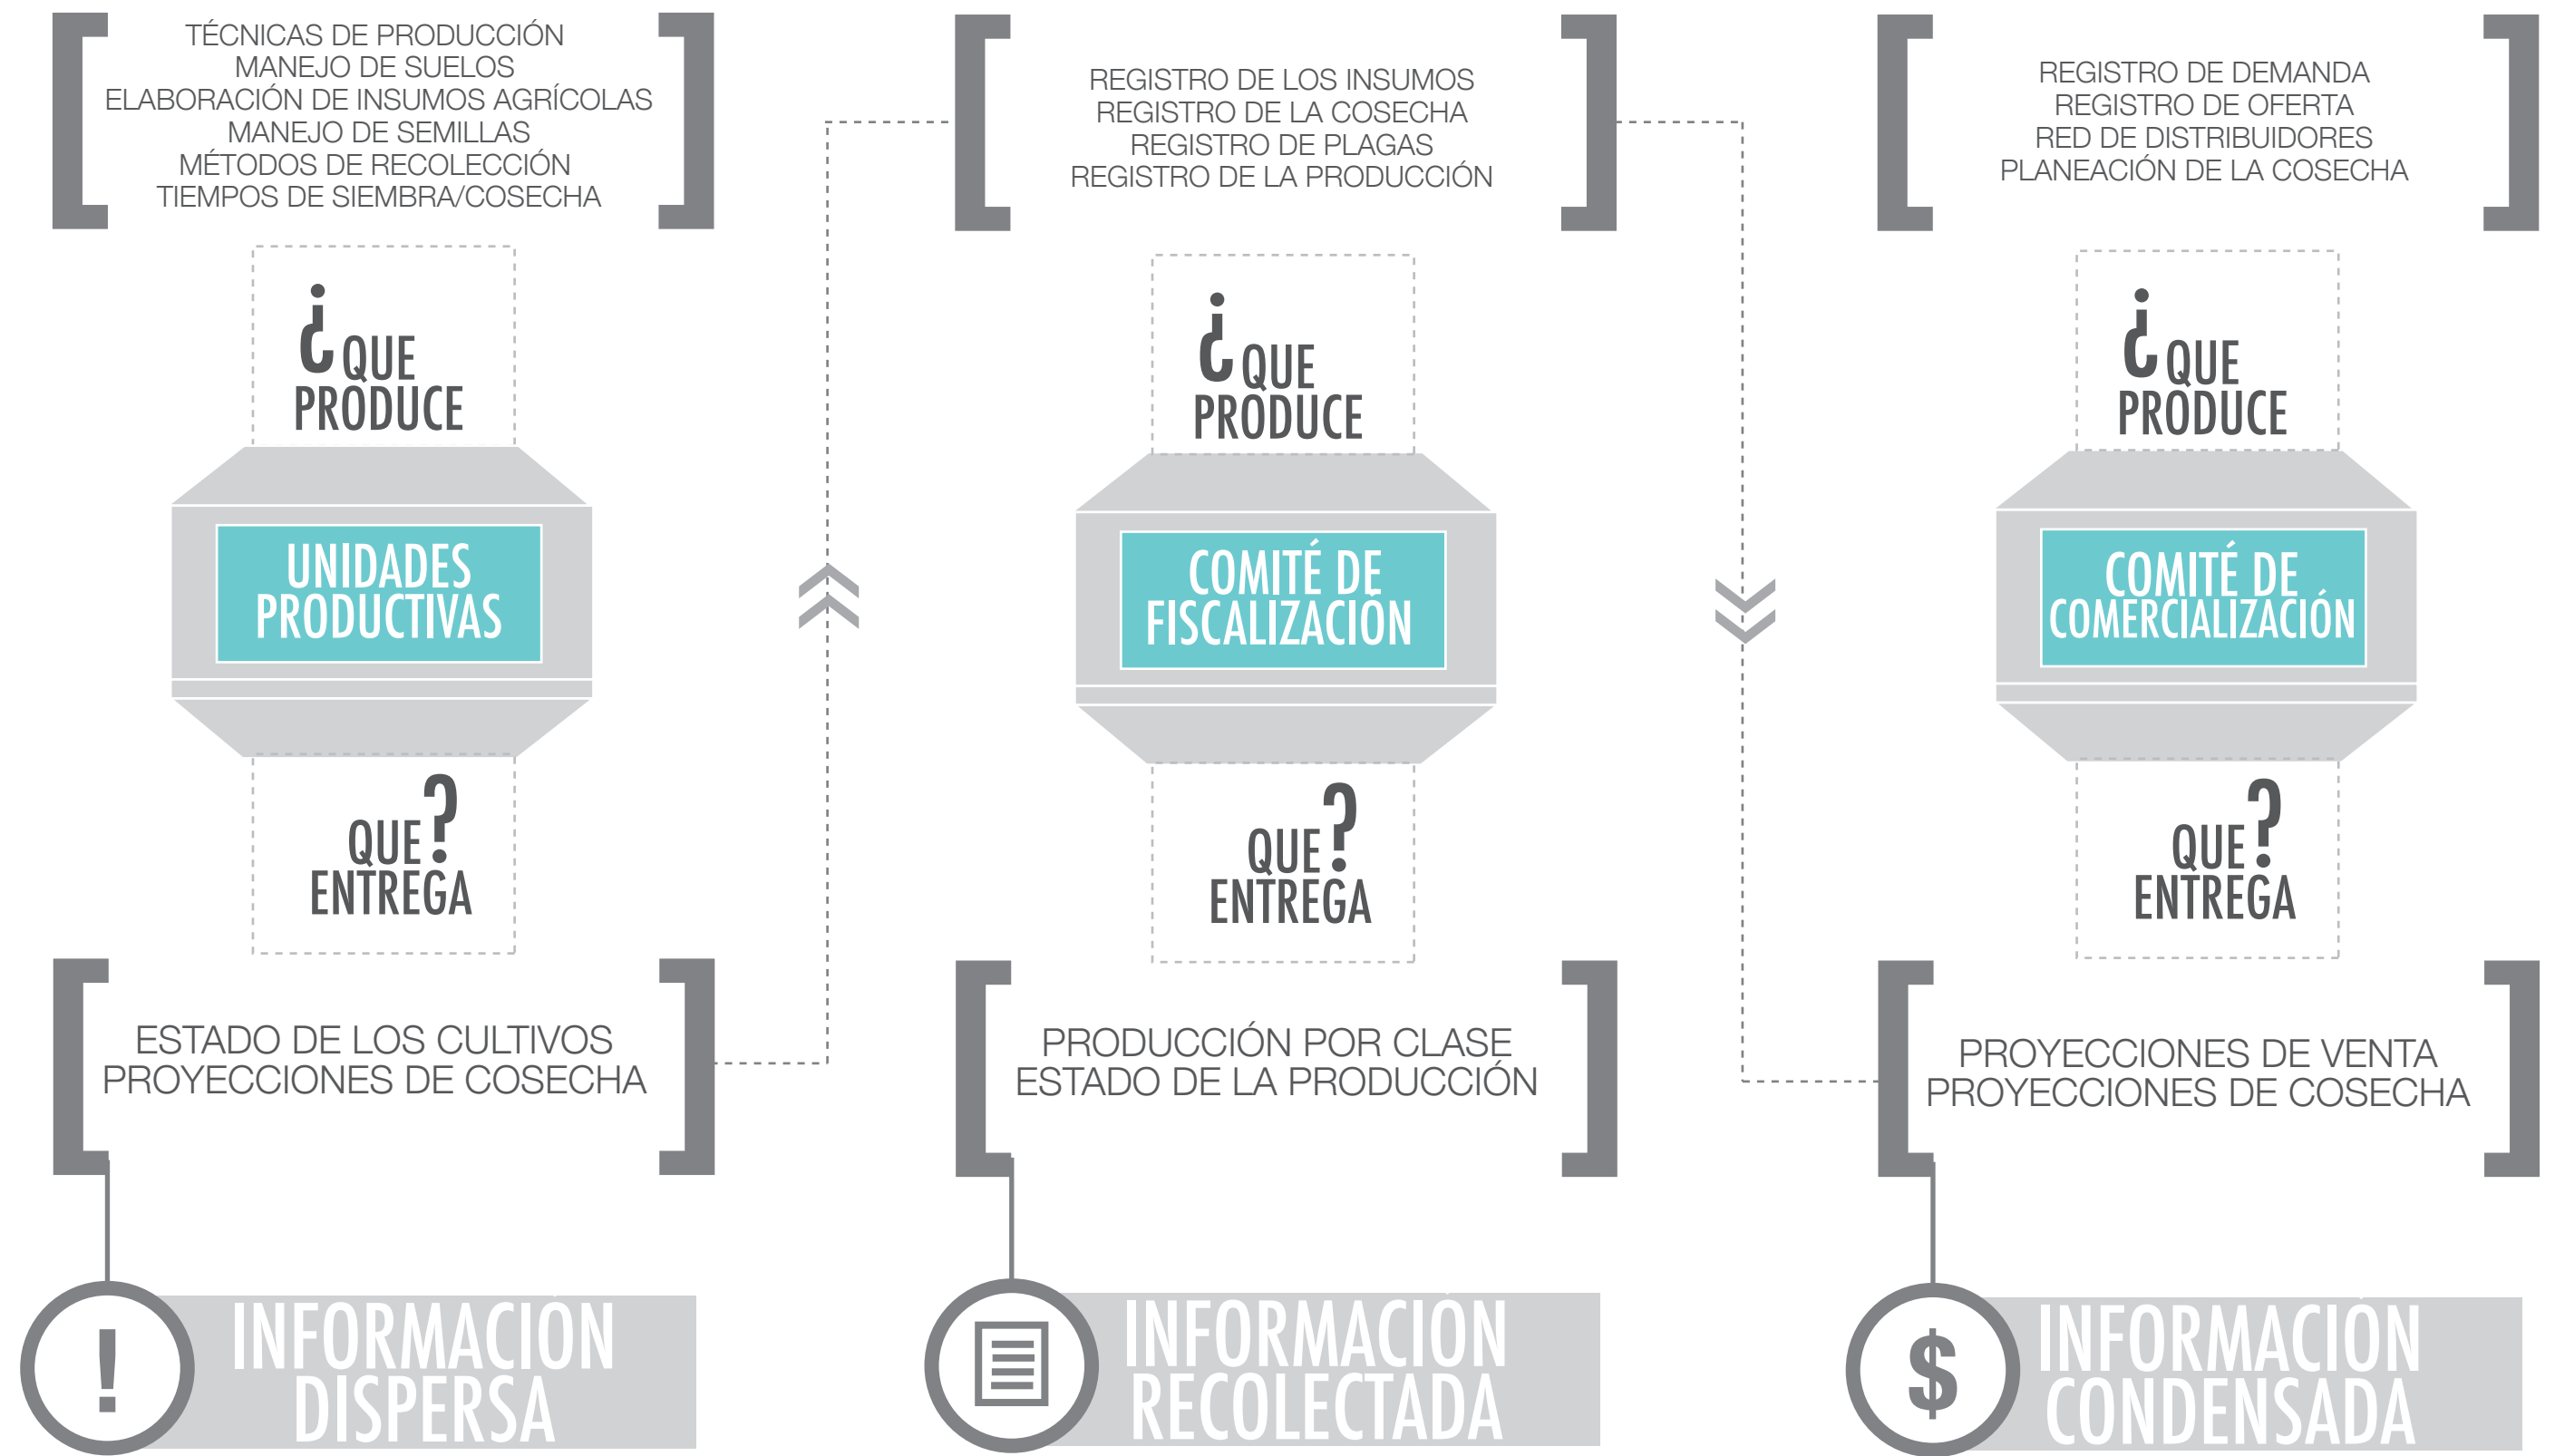 TÉCNICAS DE PRODUCCIÓN
MANEJO DE SUELOS
ELABORACIÓN DE INSUMOS AGRÍCOLAS
MANEJO DE SEMILLAS
MÉTODOS DE RECOLECCIÓN
TIEMPOS DE SIEMBRA/COSECHA
¿QUE
PRODUCE
UNIDADES
PRODUCTIVAS
QUE?
ENTREGA
ESTADO DE LOS CULTIVOS
PROYECCIONES DE COSECHA
!
INFORMACIÓN
DISPERSA
REGISTRO DE LOS INSUMOS
REGISTRO DE LA COSECHA
REGISTRO DE PLAGAS
REGISTRO DE LA PRODUCCIÓN
¿QUE
PRODUCE
COMITÉ DE
FISCALIZACIÓN
QUE?
ENTREGA
PRODUCCIÓN POR CLASE
ESTADO DE LA PRODUCCIÓN
INFORMACIÓN
RECOLECTADA
REGISTRO DE DEMANDA
REGISTRO DE OFERTA
RED DE DISTRIBUIDORES
PLANEACIÓN DE LA COSECHA
¿QUE
PRODUCE
COMITÉ DE
COMERCIALIZACIÓN
QUE?
ENTREGA
PROYECCIONES DE VENTA
PROYECCIONES DE COSECHA
$
INFORMACIÓN
CONDENSADA